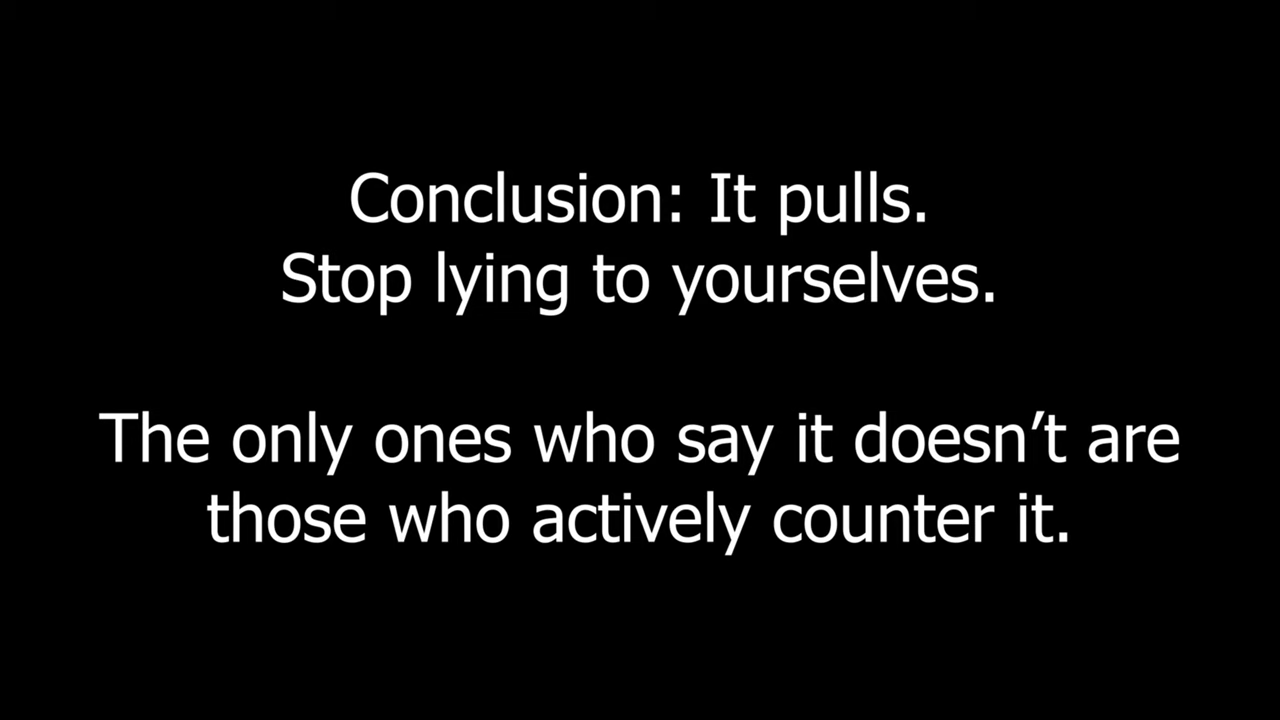 Conclusion: It pulls.
Stop lying to yourselves.
The only ones who say it doesn’t are
those who actively counter it.